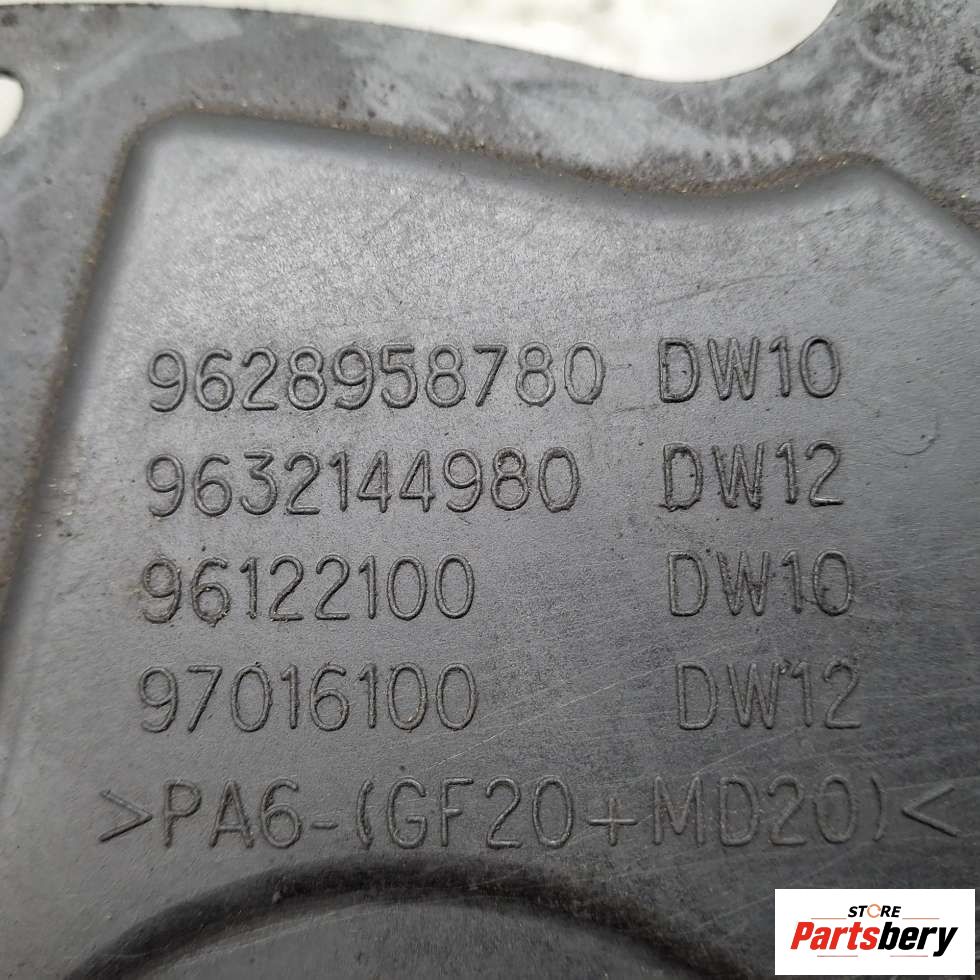 9628958780 DW10
9632144980 DW12
96122100 DW10
97016100 DW12
>PA6-(GF20+MD20)<
STORE
Partsbery